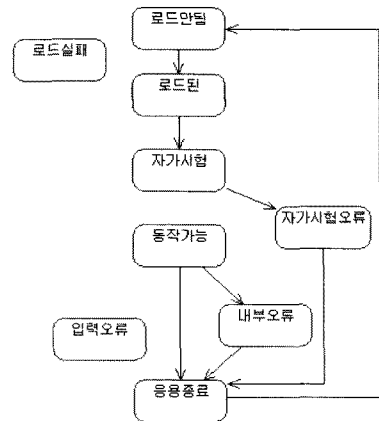 로드안됨
로드실패
로드된
자가시험
자가시험오류
동작가능
내부오류
입력오류
응용종료